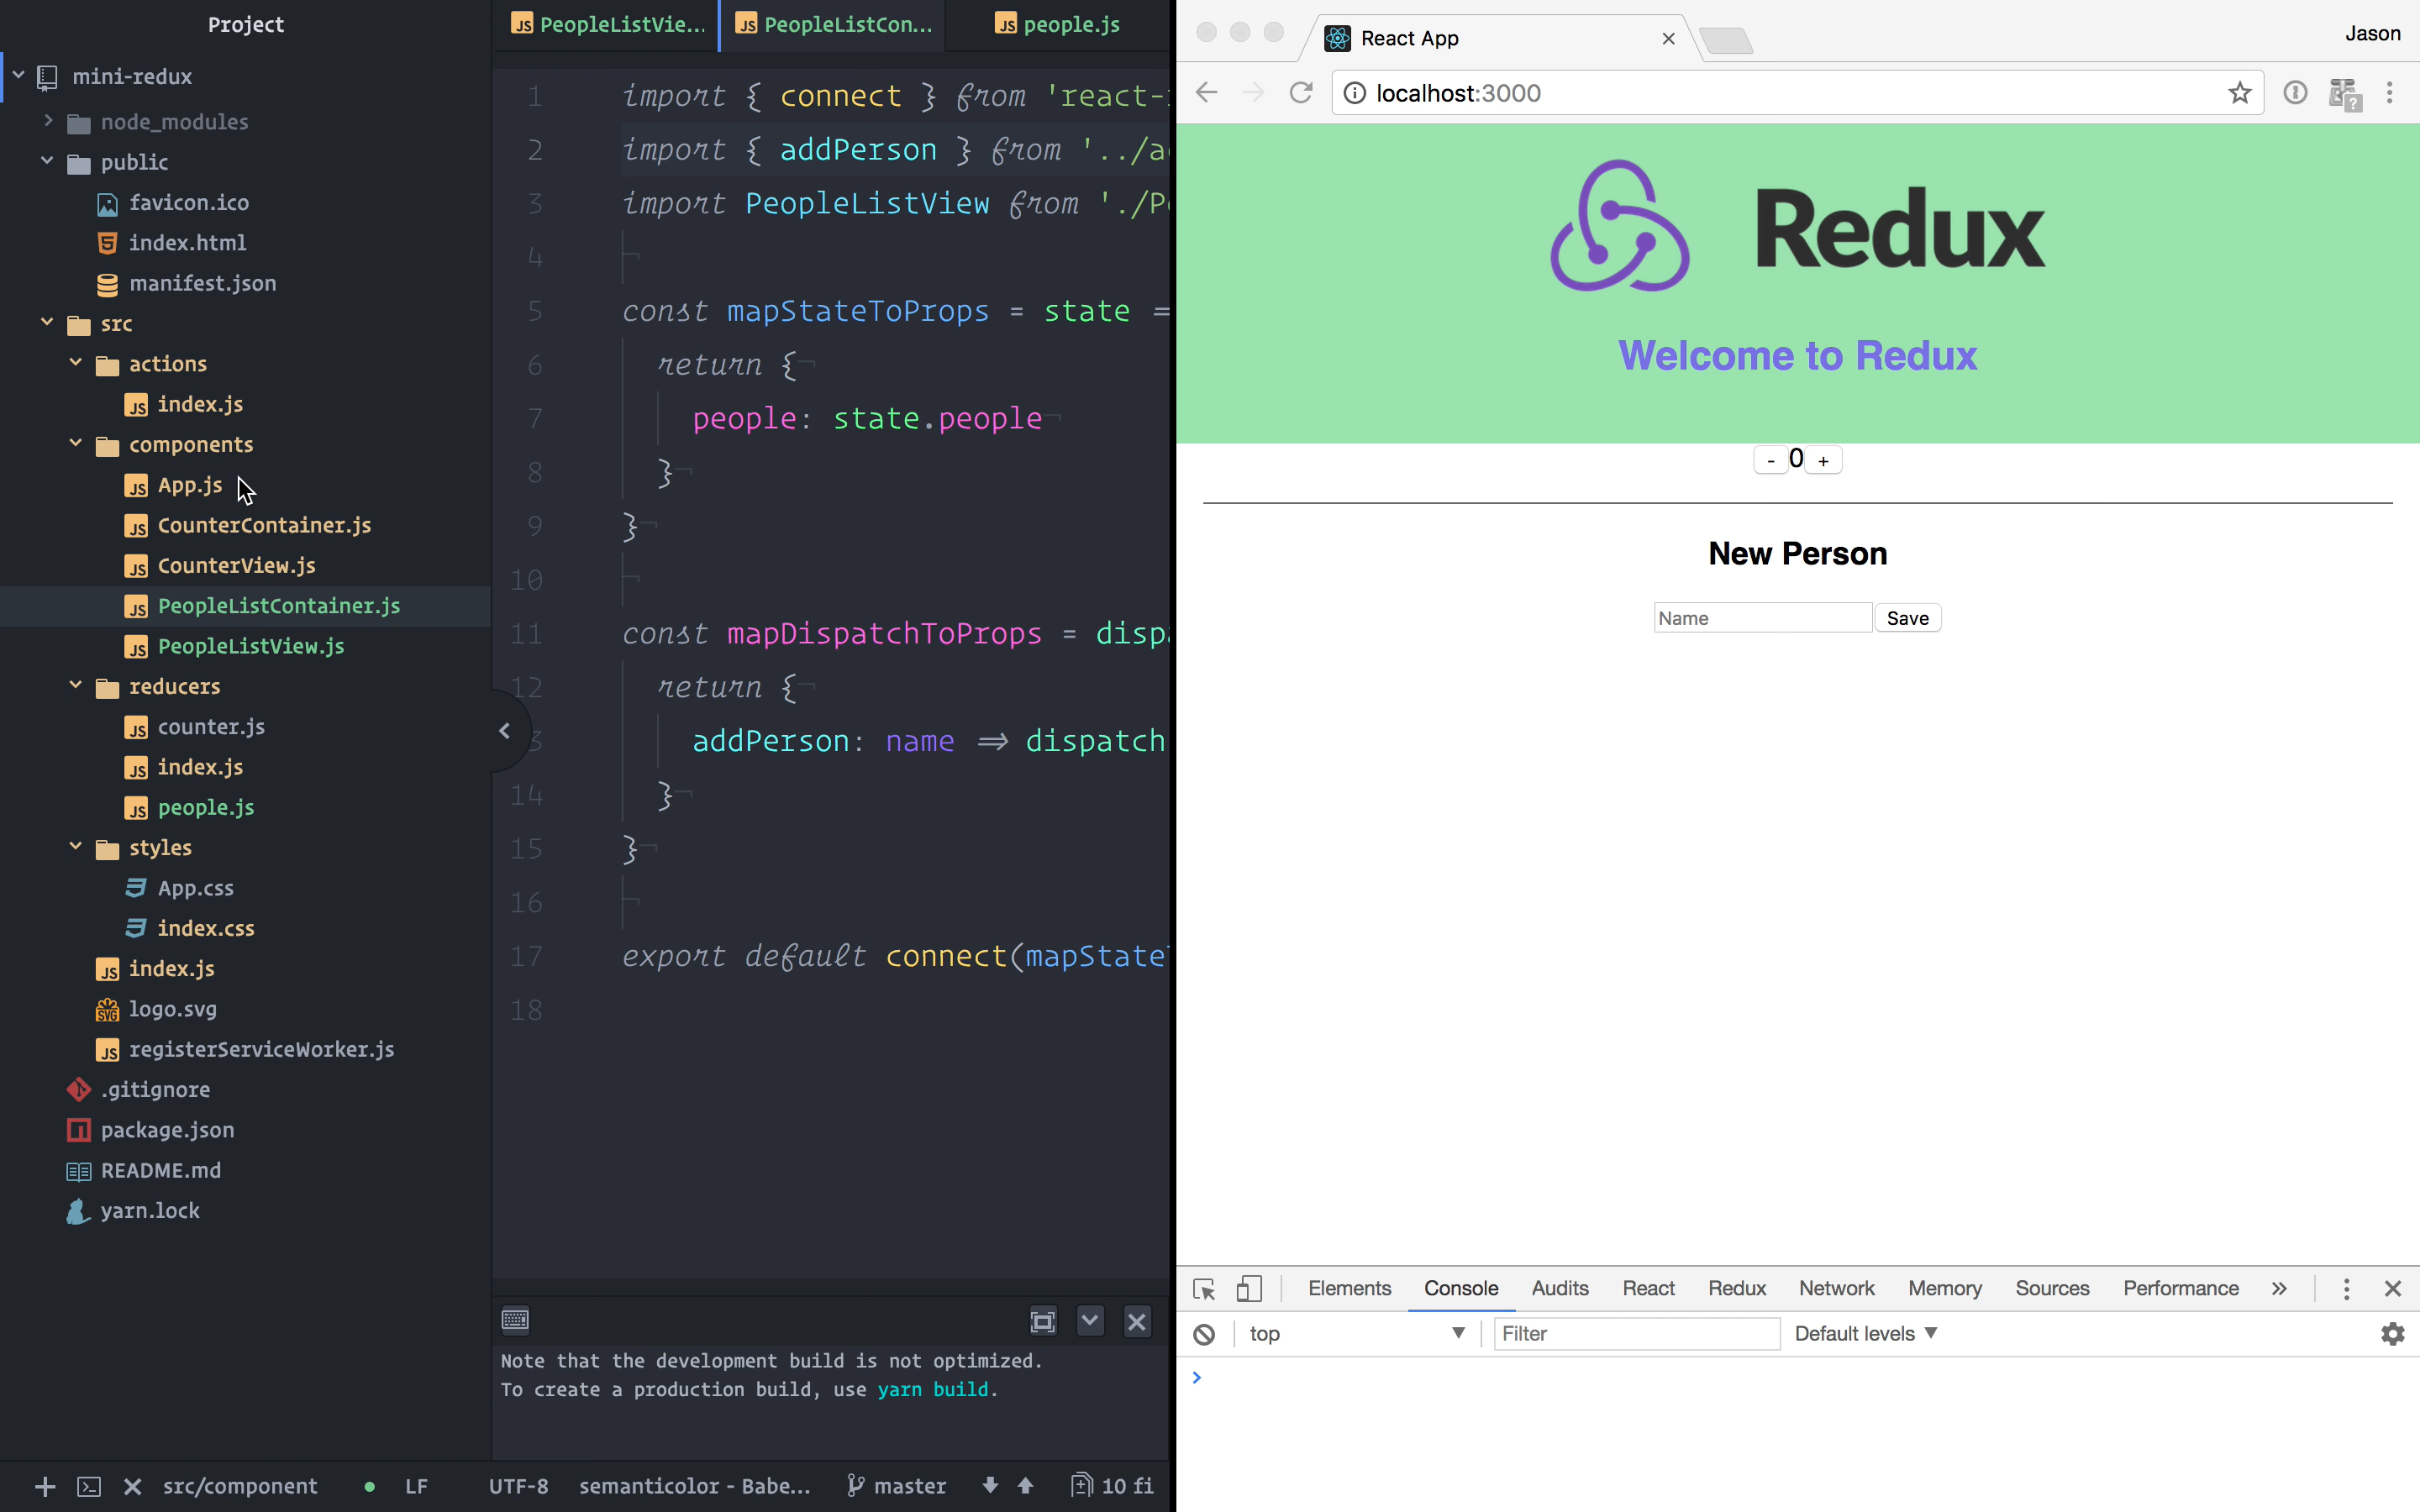 Project
mini-redux
node_modules
public
favicon.ico
index.html
manifest.json
src
actions
index.js
components
App.js
CounterContainer.js
CounterView.js
PeopleListContainer.js
PeopleListView.js
reducers
counter.js
index.js
people.js
styles
App.css
index.css
index.js
logo.svg
registerServiceWorker.js
.gitignore
package.json
README.md
yarn.lock
PeopleListVie...
PeopleListCon...
people.js
1 import { connect } from 'react-
2 import { addPerson } from '../a
3 import PeopleListView from './P
4
5 const mapStateToProps = state =
6 return {
7 people: state.people
8 }
9 }
10
11 const mapDispatchToProps = disp
12 return {
3 addPerson: name => dispatch
14 }
15 }
16
17 export default connect(mapState
18
Note that the development build is not optimized.
To create a production build, use yarn build.
src/component
LF
UTF-8
semanticolor - Babe...
master
10 fi
React App
Jason
localhost:3000
Redux
Welcome to Redux
- 0 +
New Person
Name
Save
Elements Console Audits React Redux Network Memory Sources Performance »
top
Filter
Default levels